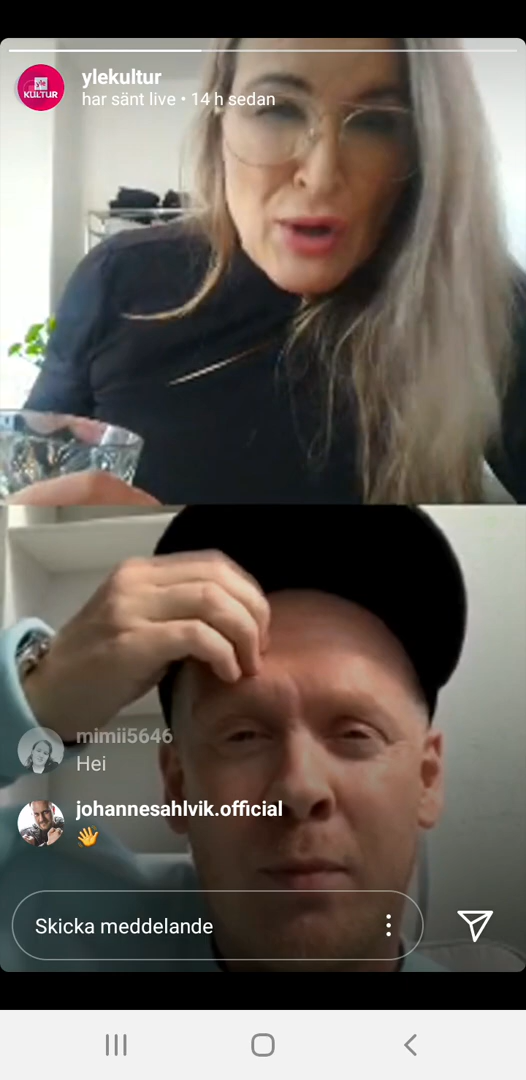 ylekultur
har sänt live • 14 h sedan
yle
KULTUR
mimii5646
Hei
johannesahlvik.official
👋
Skicka meddelande